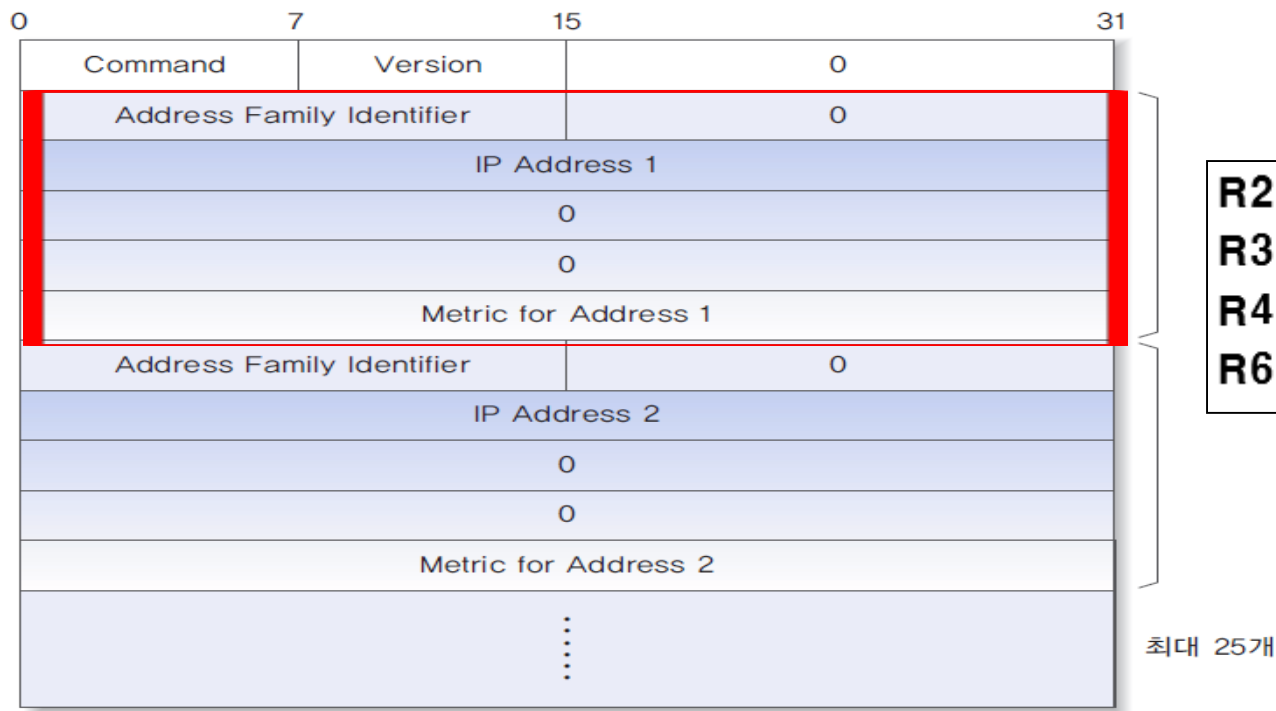 0 7 15 31
Command Version 0
Address Family Identifier 0
IP Address 1
0
0
Metric for Address 1
Address Family Identifier 0
IP Address 2
0
0
Metric for Address 2
최대 25개
R2
R3
R4
R6